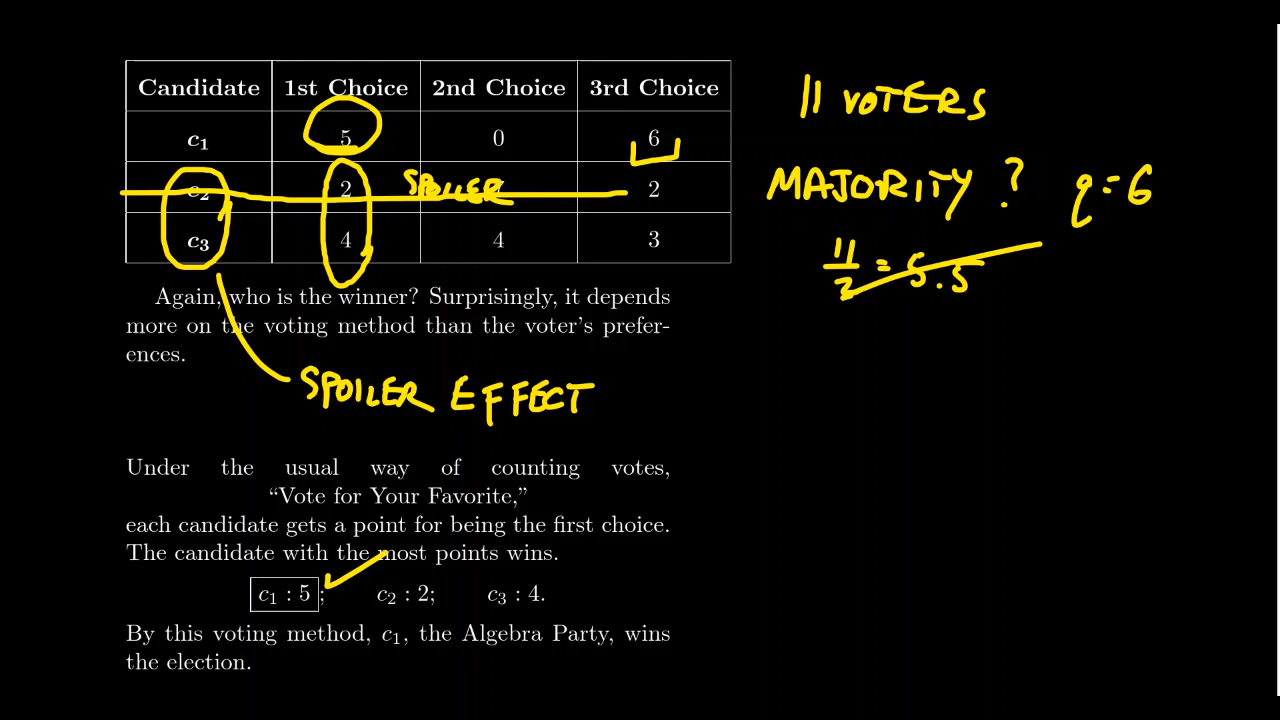 Candidate 1st Choice 2nd Choice 3rd Choice
c1 5 0 6
c2 2 SPOILER 2
c3 4 4 3
11 VOTERS
MAJORITY ? q = 6
11/2 = 5.5
Again, who is the winner? Surprisingly, it depends
more on the voting method than the voter's prefer-
ences.
SPOILER EFFECT
Under the usual way of counting votes,
“Vote for Your Favorite,”
each candidate gets a point for being the first choice.
The candidate with the most points wins.
c1 : 5 ; c2 : 2; c3 : 4.
By this voting method, c1, the Algebra Party, wins
the election.